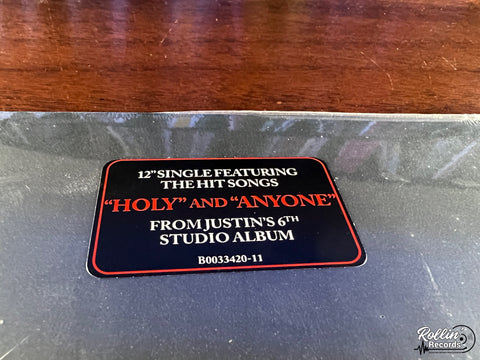 12" SINGLE FEATURING
THE HIT SONGS
"HOLY" AND "ANYONE"
FROM JUSTIN'S 6TH
STUDIO ALBUM
B0033420-11
Rollin'
Records